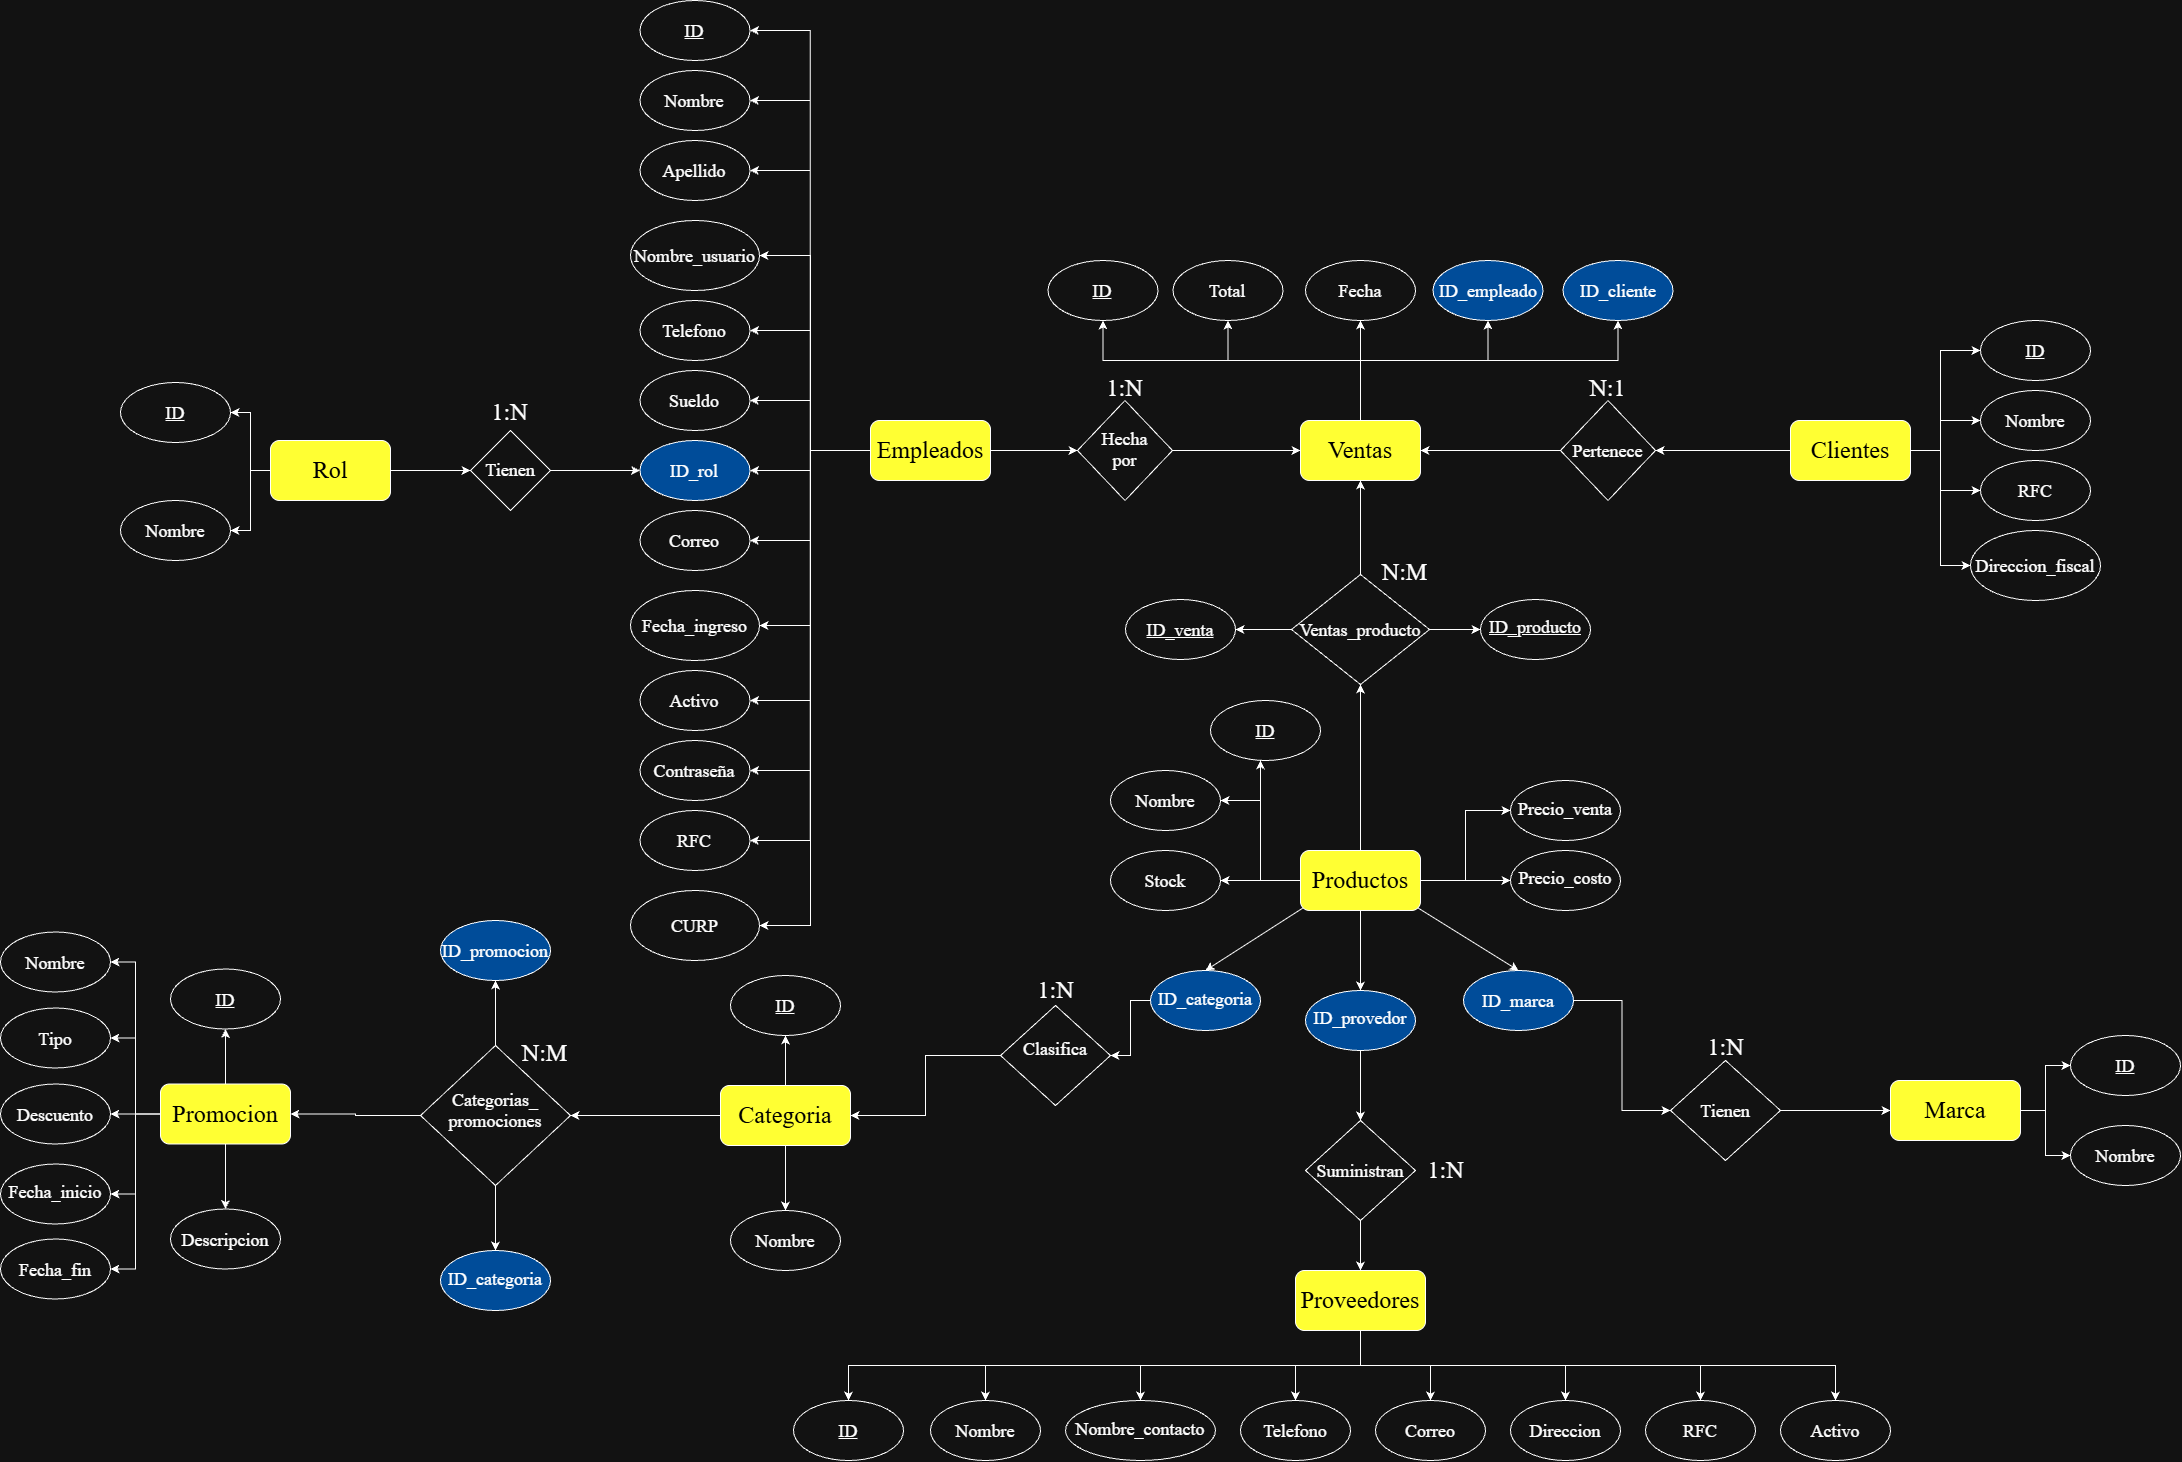 ID
Nombre
Apellido
Nombre_usuario
Telefono
Sueldo
ID_rol
Correo
Fecha_ingreso
Activo
Contraseña
RFC
CURP
ID
Nombre
Rol
1:N
Tienen
Empleados
1:N
Hecha
por
ID
Total
Fecha
ID_empleado
ID_cliente
Ventas
N:1
Pertenece
Clientes
ID
Nombre
RFC
Direccion_fiscal
N:M
ID_venta
Ventas_producto
ID_producto
ID
Nombre
Stock
Productos
Precio_venta
Precio_costo
ID_categoria
ID_provedor
ID_marca
1:N
Clasifica
1:N
Tienen
Marca
ID
Nombre
Suministran
1:N
Proveedores
ID
Nombre
Nombre_contacto
Telefono
Correo
Direccion
RFC
Activo
ID
Categoria
Nombre
ID_promocion
N:M
Categorias_
promociones
ID_categoria
ID
Promocion
Descripcion
Nombre
Tipo
Descuento
Fecha_inicio
Fecha_fin